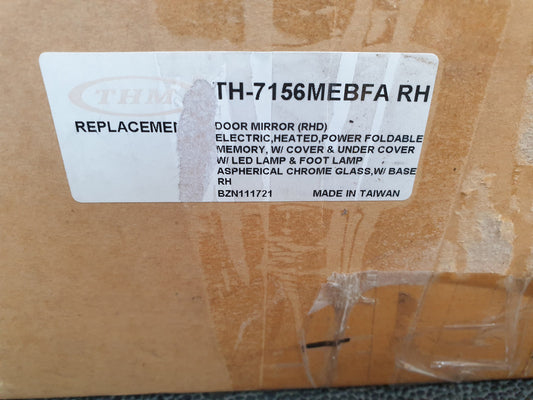 THM
TH-7156MEBFA RH
REPLACEMEN DOOR MIRROR (RHD)
ELECTRIC,HEATED,POWER FOLDABLE
MEMORY, W/ COVER & UNDER COVER
W/ LED LAMP & FOOT LAMP
ASPHERICAL CHROME GLASS,W/ BASE
RH
BZN111721 MADE IN TAIWAN